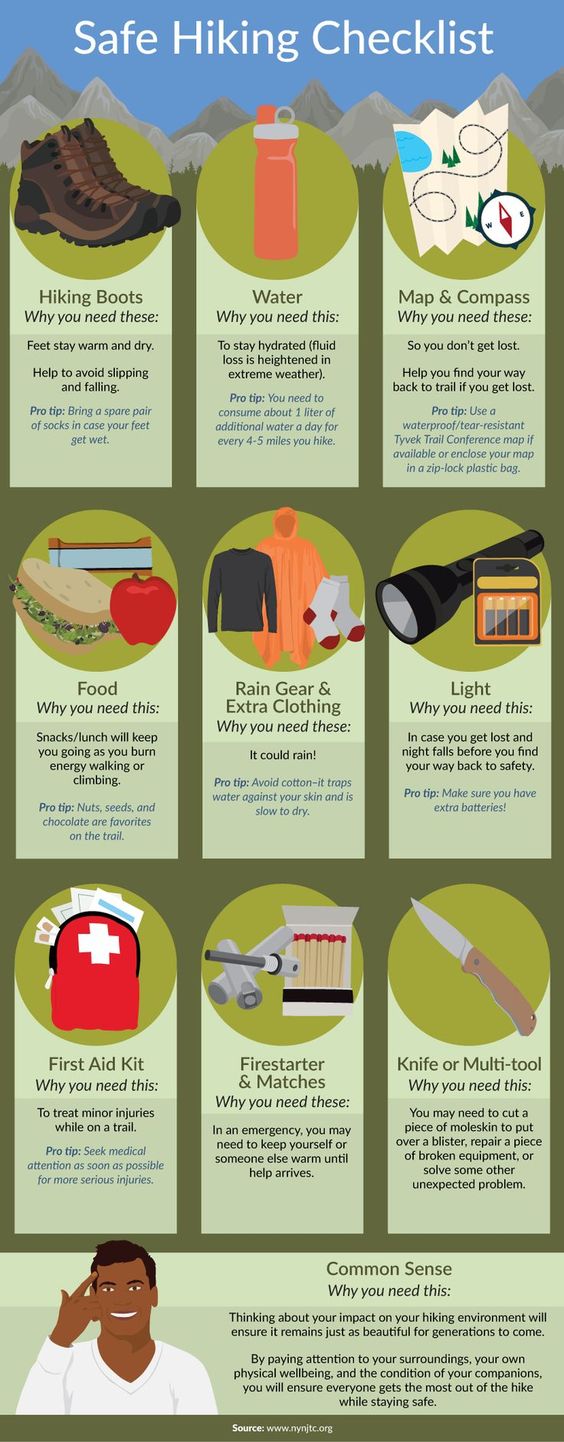 Safe Hiking Checklist
Hiking Boots
Why you need these:
Feet stay warm and dry.
Help to avoid slipping
and falling.
Pro tip: Bring a spare pair
of socks in case your feet
get wet.
Water
Why you need this:
To stay hydrated (fluid
loss is heightened in
extreme weather).
Pro tip: You need to
consume about 1 liter of
additional water a day for
every 4-5 miles you hike.
W
E
Map & Compass
Why you need these:
So you don't get lost.
Help you find your way
back to trail if you get lost.
Pro tip: Use a
waterproof/tear-resistant
Tyvek Trail Conference map if
available or enclose your map
in a zip-lock plastic bag.
Food
Why you need this:
Snacks/lunch will keep
you going as you burn
energy walking or
climbing.
Pro tip: Nuts, seeds, and
chocolate are favorites
on the trail.
Rain Gear &
Extra Clothing
Why you need these:
It could rain!
Pro tip: Avoid cotton–it traps
water against your skin and is
slow to dry.
Light
Why you need this:
In case you get lost and
night falls before you find
your way back to safety.
Pro tip: Make sure you have
extra batteries!
First Aid Kit
Why you need this:
To treat minor injuries
while on a trail.
Pro tip: Seek medical
attention as soon as possible
for more serious injuries.
Firestarter
& Matches
Why you need these:
In an emergency, you may
need to keep yourself or
someone else warm until
help arrives.
Knife or Multi-tool
Why you need this:
You may need to cut a
piece of moleskin to put
over a blister, repair a piece
of broken equipment, or
solve some other
unexpected problem.
Common Sense
Why you need this:
Thinking about your impact on your hiking environment will
ensure it remains just as beautiful for generations to come.
By paying attention to your surroundings, your own
physical wellbeing, and the condition of your companions,
you will ensure everyone gets the most out of the hike
while staying safe.
Source: www.nynjtc.org